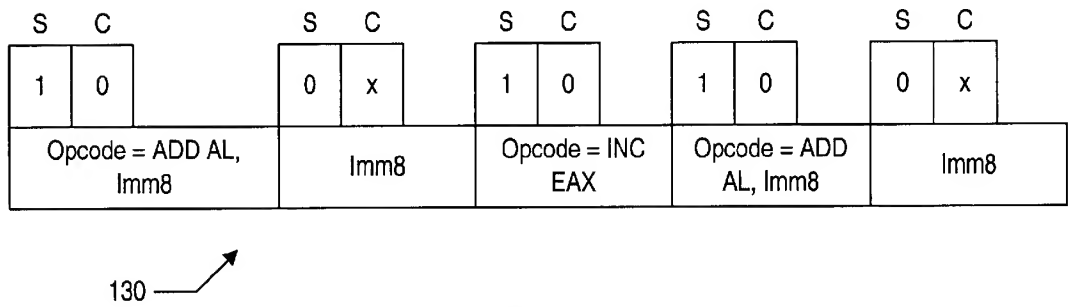 S C S C S C S C S C
1 0 0 x 1 0 1 0 0 x
Opcode = ADD AL, Imm8
Imm8
Opcode = INC EAX
Opcode = ADD AL, Imm8
Imm8
130